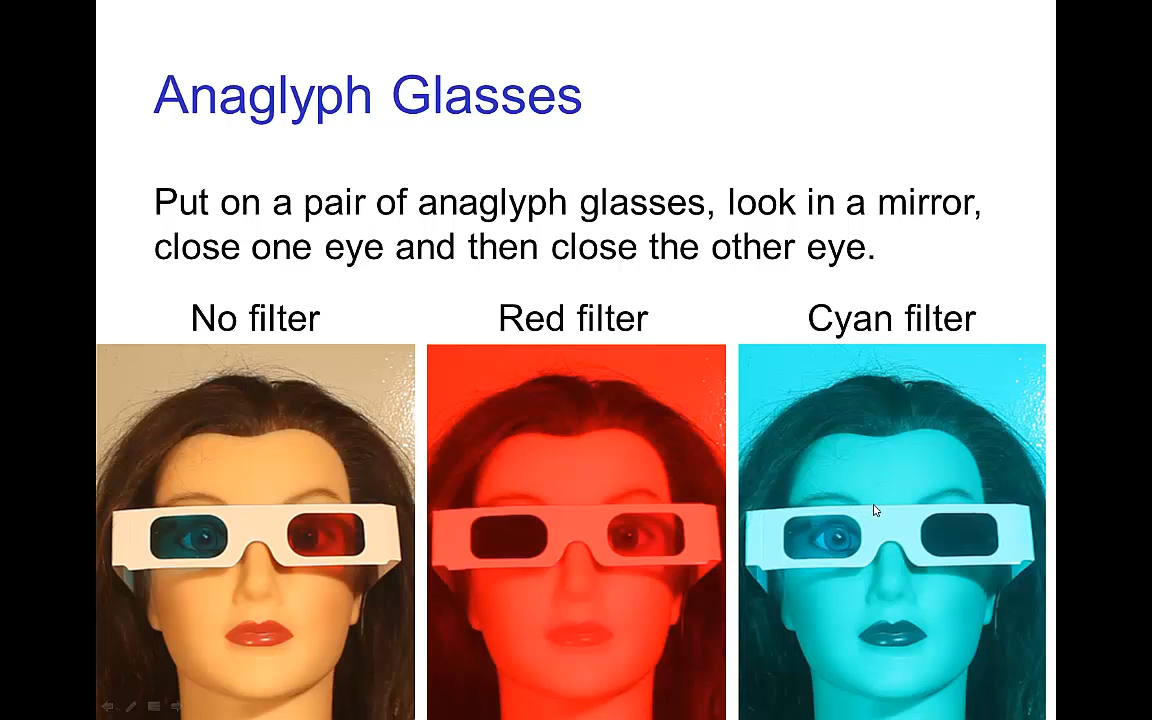 Anaglyph Glasses
Put on a pair of anaglyph glasses, look in a mirror,
close one eye and then close the other eye.
No filter
Red filter
Cyan filter